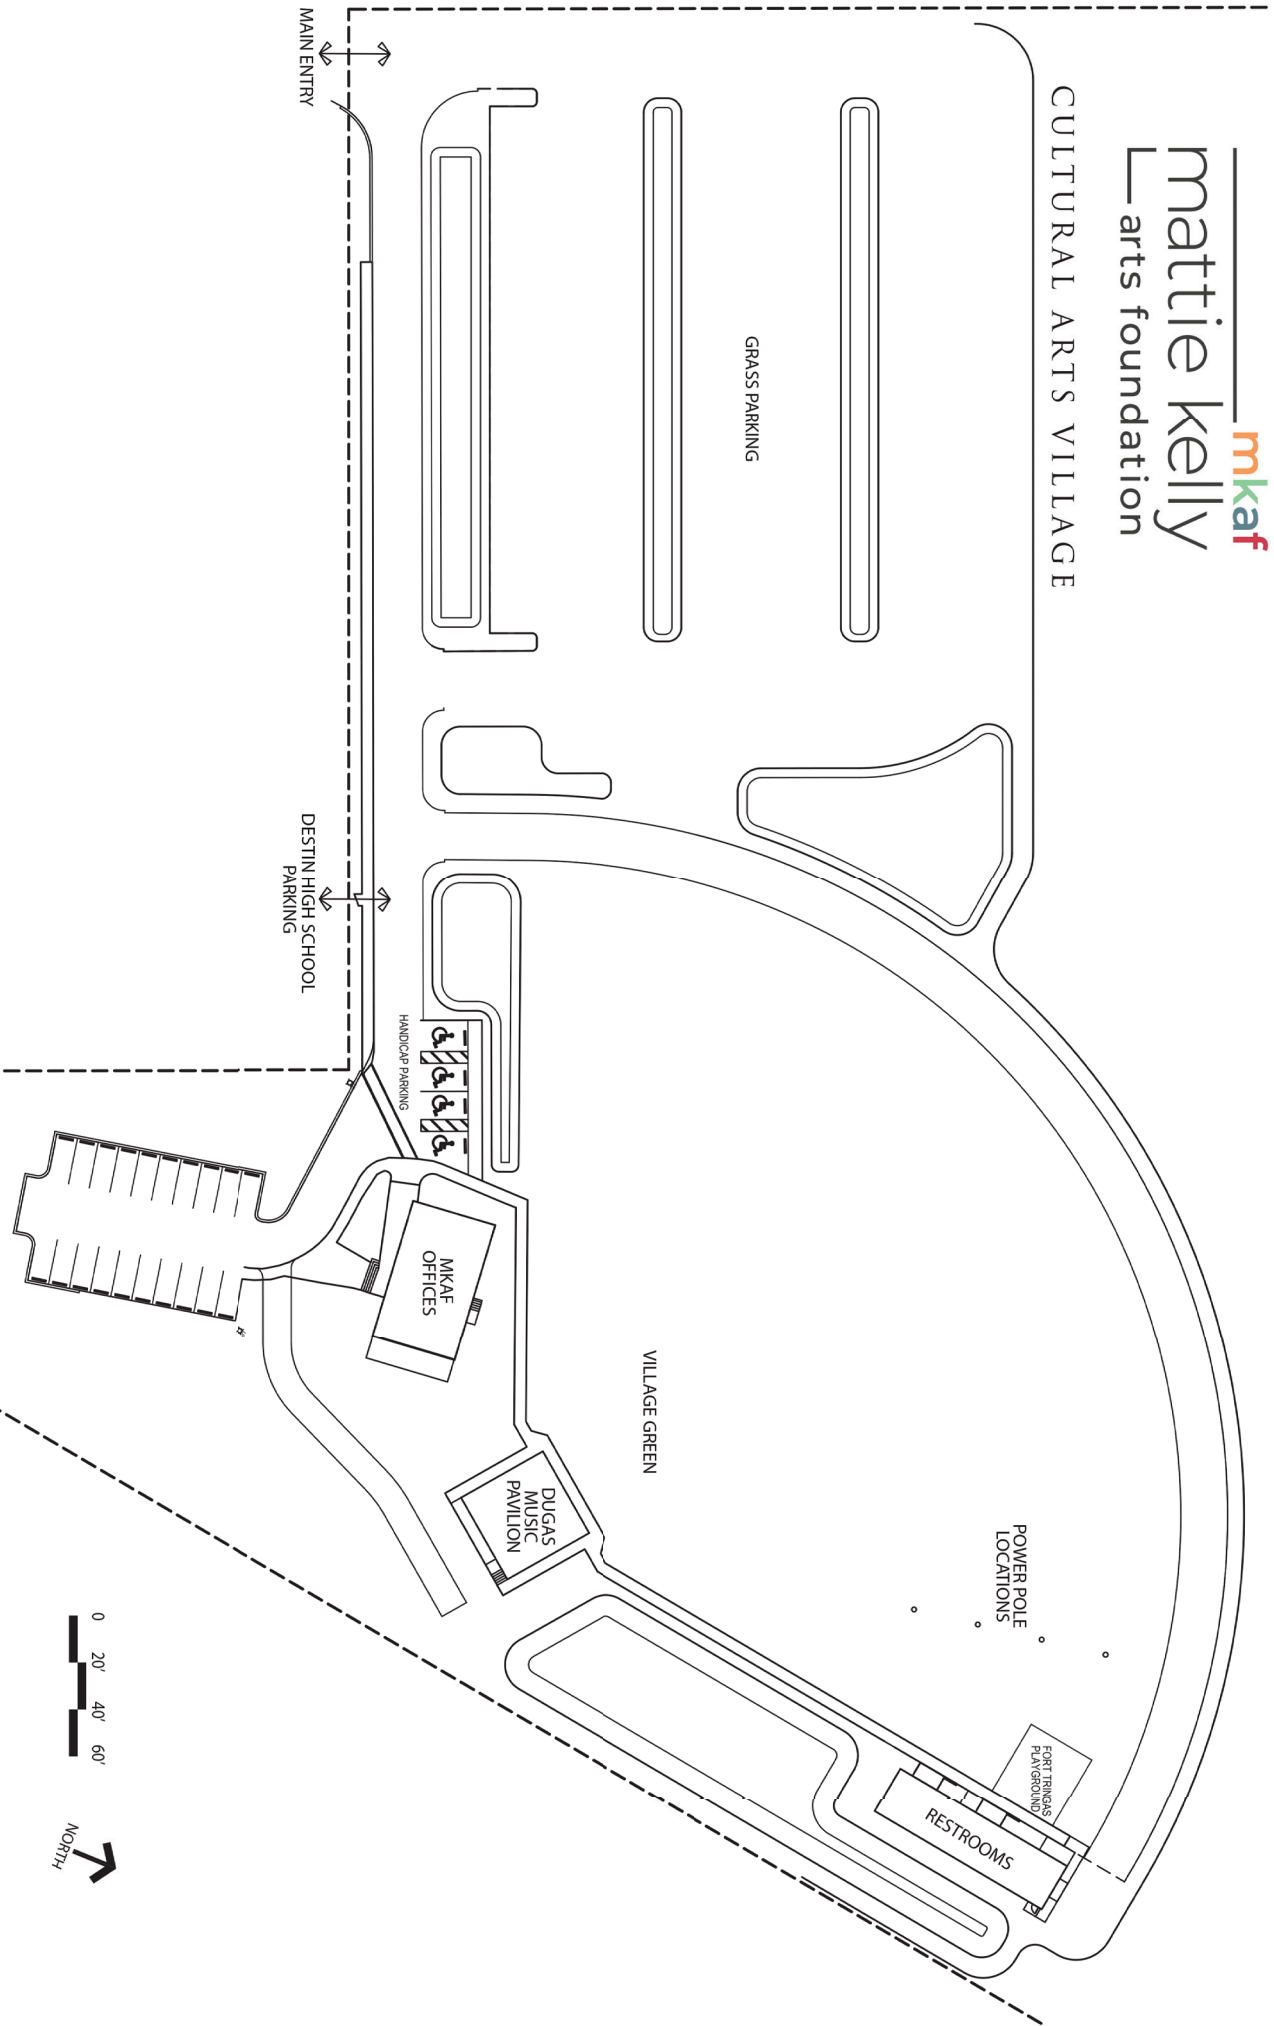 mkaf
mattie kelly
arts foundation
CULTURAL ARTS VILLAGE
MAIN ENTRY
GRASS PARKING
DESTIN HIGH SCHOOL
PARKING
HANDICAP PARKING
MKAF
OFFICES
VILLAGE GREEN
DUGAS
MUSIC
PAVILION
POWER POLE
LOCATIONS
FORT TRINGAS
PLAYGROUND
RESTROOMS
0 20' 40' 60'
NORTH